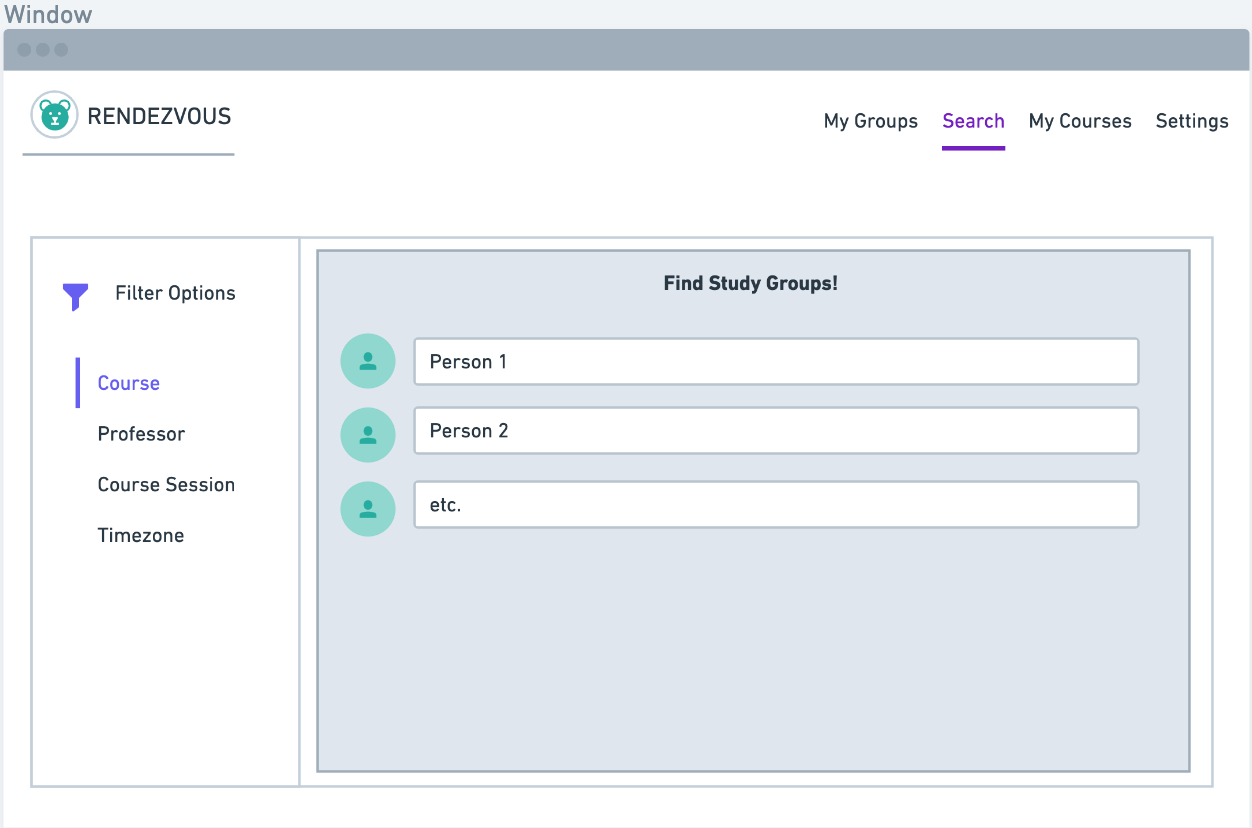 Window
RENDEZVOUS
My Groups Search My Courses Settings
Filter Options
Course
Professor
Course Session
Timezone
Find Study Groups!
Person 1
Person 2
etc.